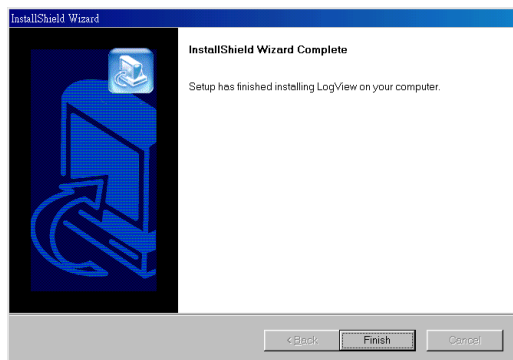 InstallShield Wizard
InstallShield Wizard Complete
Setup has finished installing LogView on your computer.
< Back
Finish
Cancel